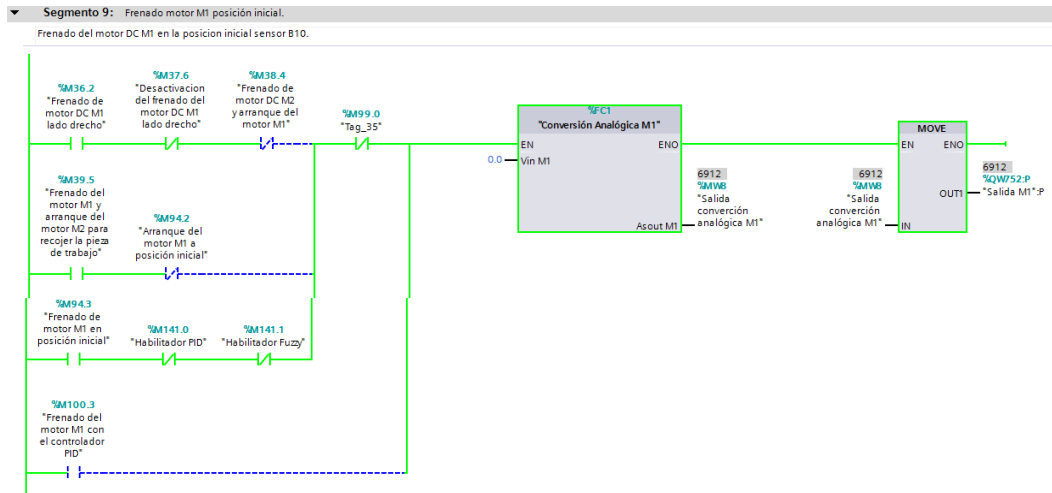 Segmento 9: Frenado motor M1 posición inicial.
Frenado del motor DC M1 en la posicion inicial sensor B10.
%M36.2
"Frenado de
motor DC M1
lado drecho"
%M37.6
"Desactivacion
del frenado del
motor DC M1
lado drecho"
%M38.4
"Frenado de
motor DC M2
y arranque del
motor M1"
%M99.0
"Tag_35"
%FC1
"Conversión Analógica M1"
EN
ENO
0.0
Vin M1
Asout M1
6912
%MW8
"Salida
converción
analógica M1"
MOVE
EN
ENO
6912
%MW8
"Salida
converción
analógica M1"
IN
OUT1
6912
%QW752:P
"Salida M1":P
%M39.5
"Frenado del
motor M1 y
arranque del
motor M2 para
recojer la pieza
de trabajo"
%M94.2
"Arranque del
motor M1 a
posición inicial"
%M94.3
"Frenado de
motor M1 en
posición inicial"
%M141.0
"Habilitador PID"
%M141.1
"Habilitador Fuzzy"
%M100.3
"Frenado del
motor M1 con
el controlador
PID"